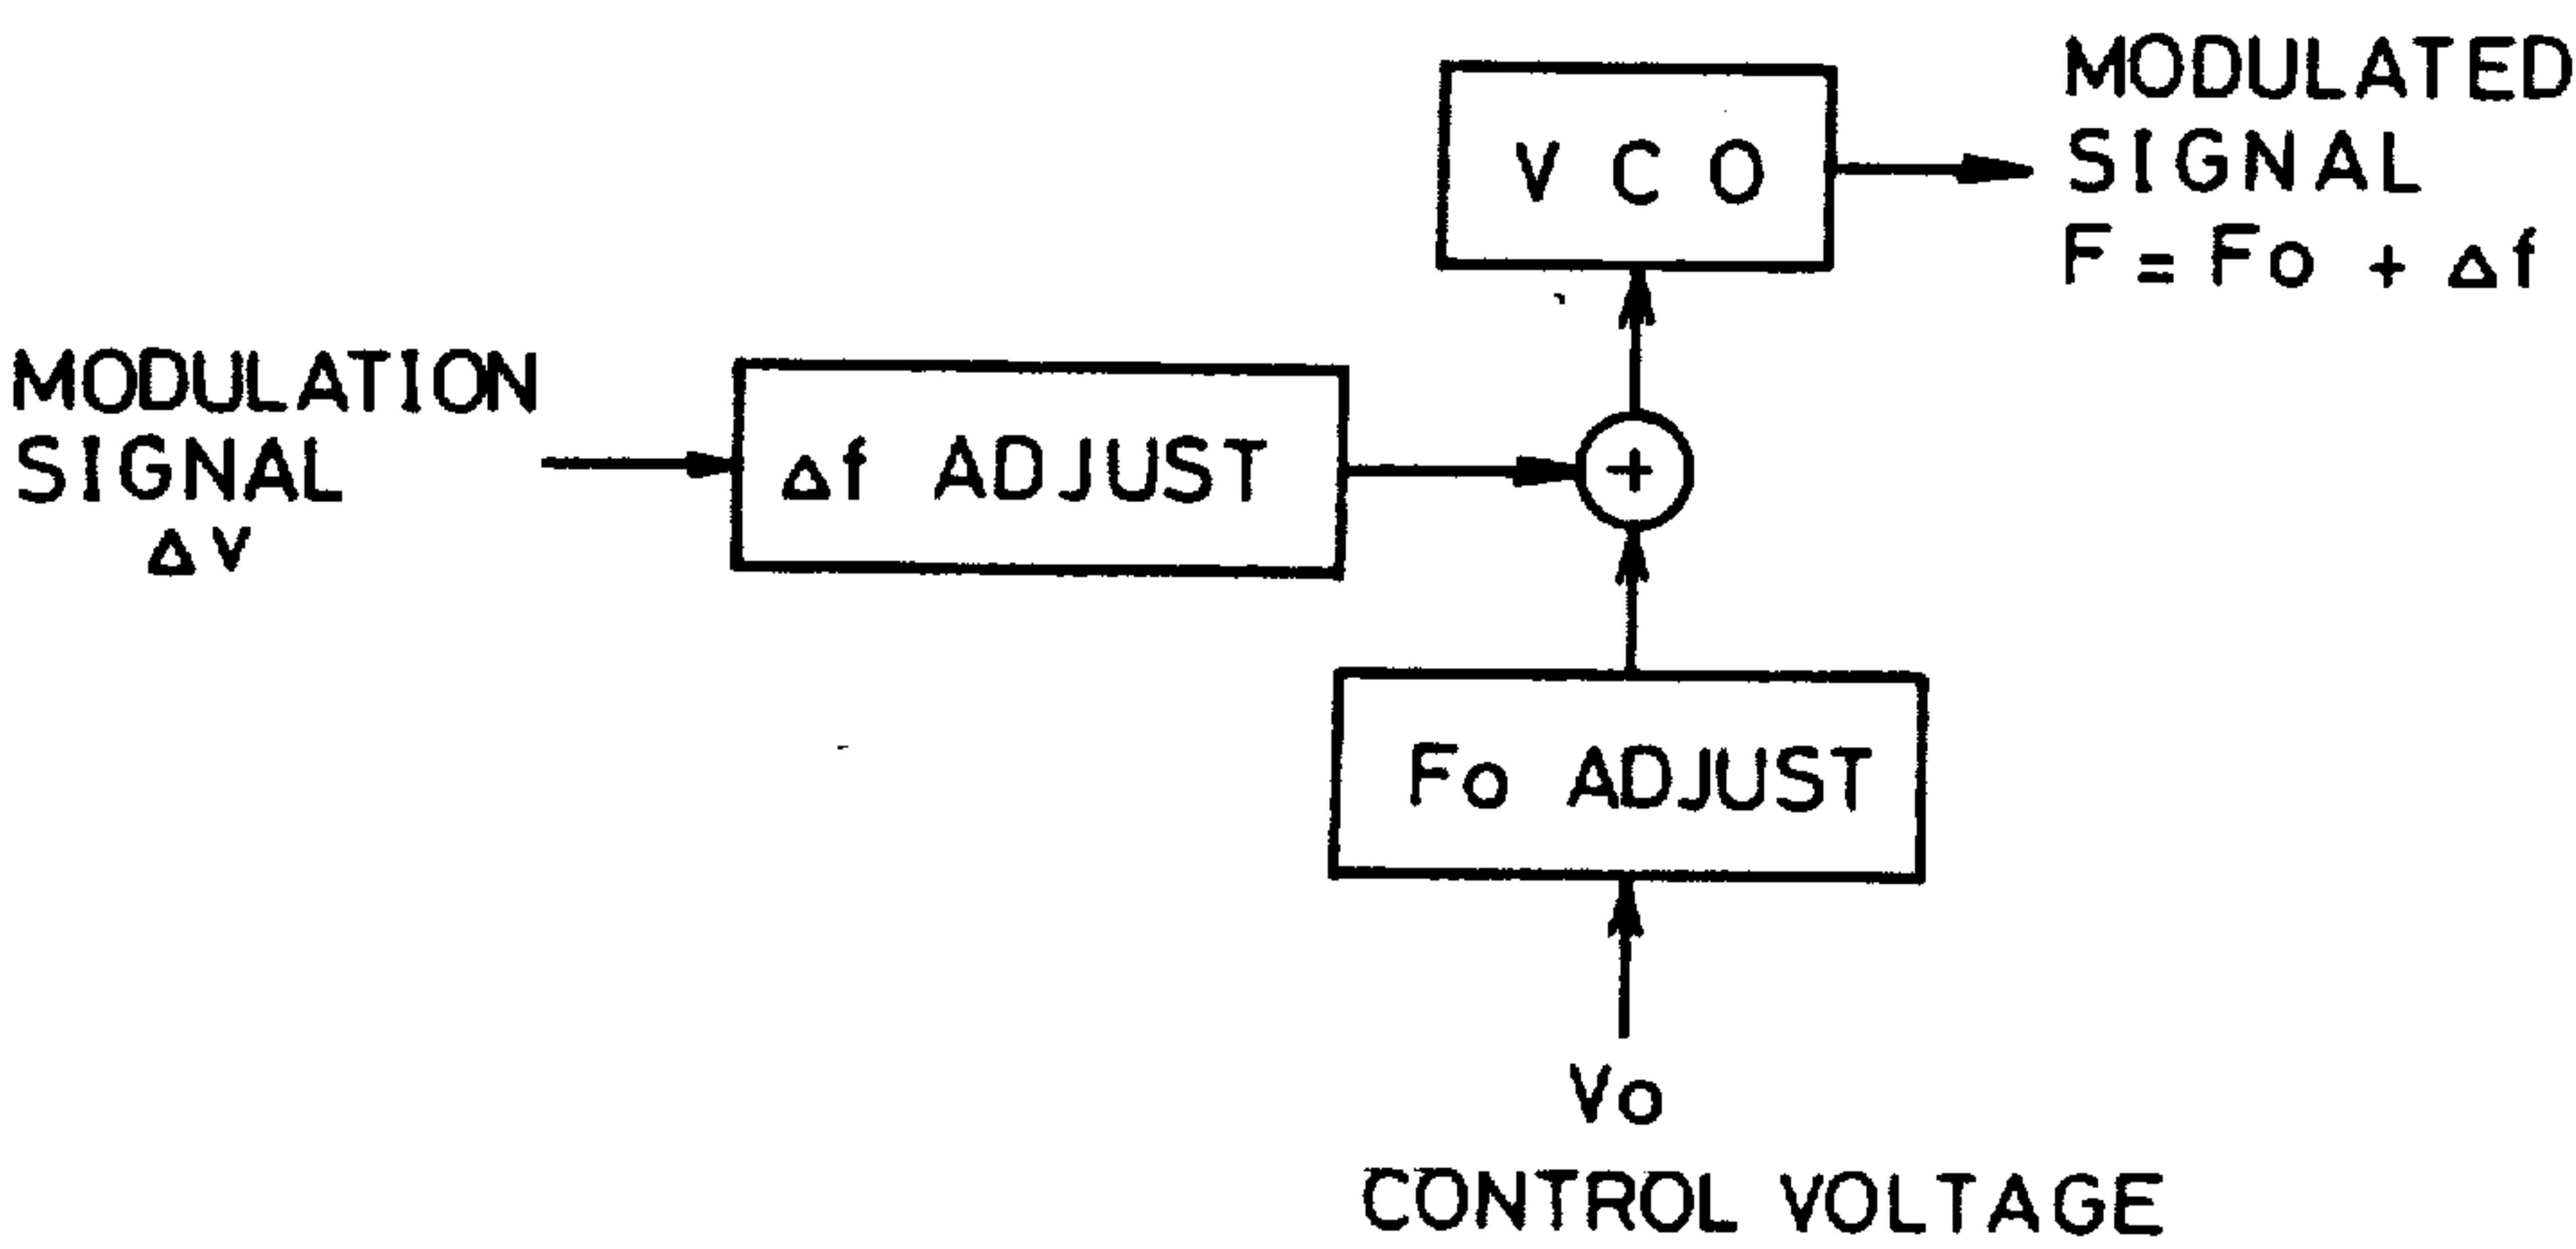 V C O
MODULATED
SIGNAL
F = Fo + Δf
MODULATION
SIGNAL
Δv
Δf ADJUST
+
Fo ADJUST
Vo
CONTROL VOLTAGE